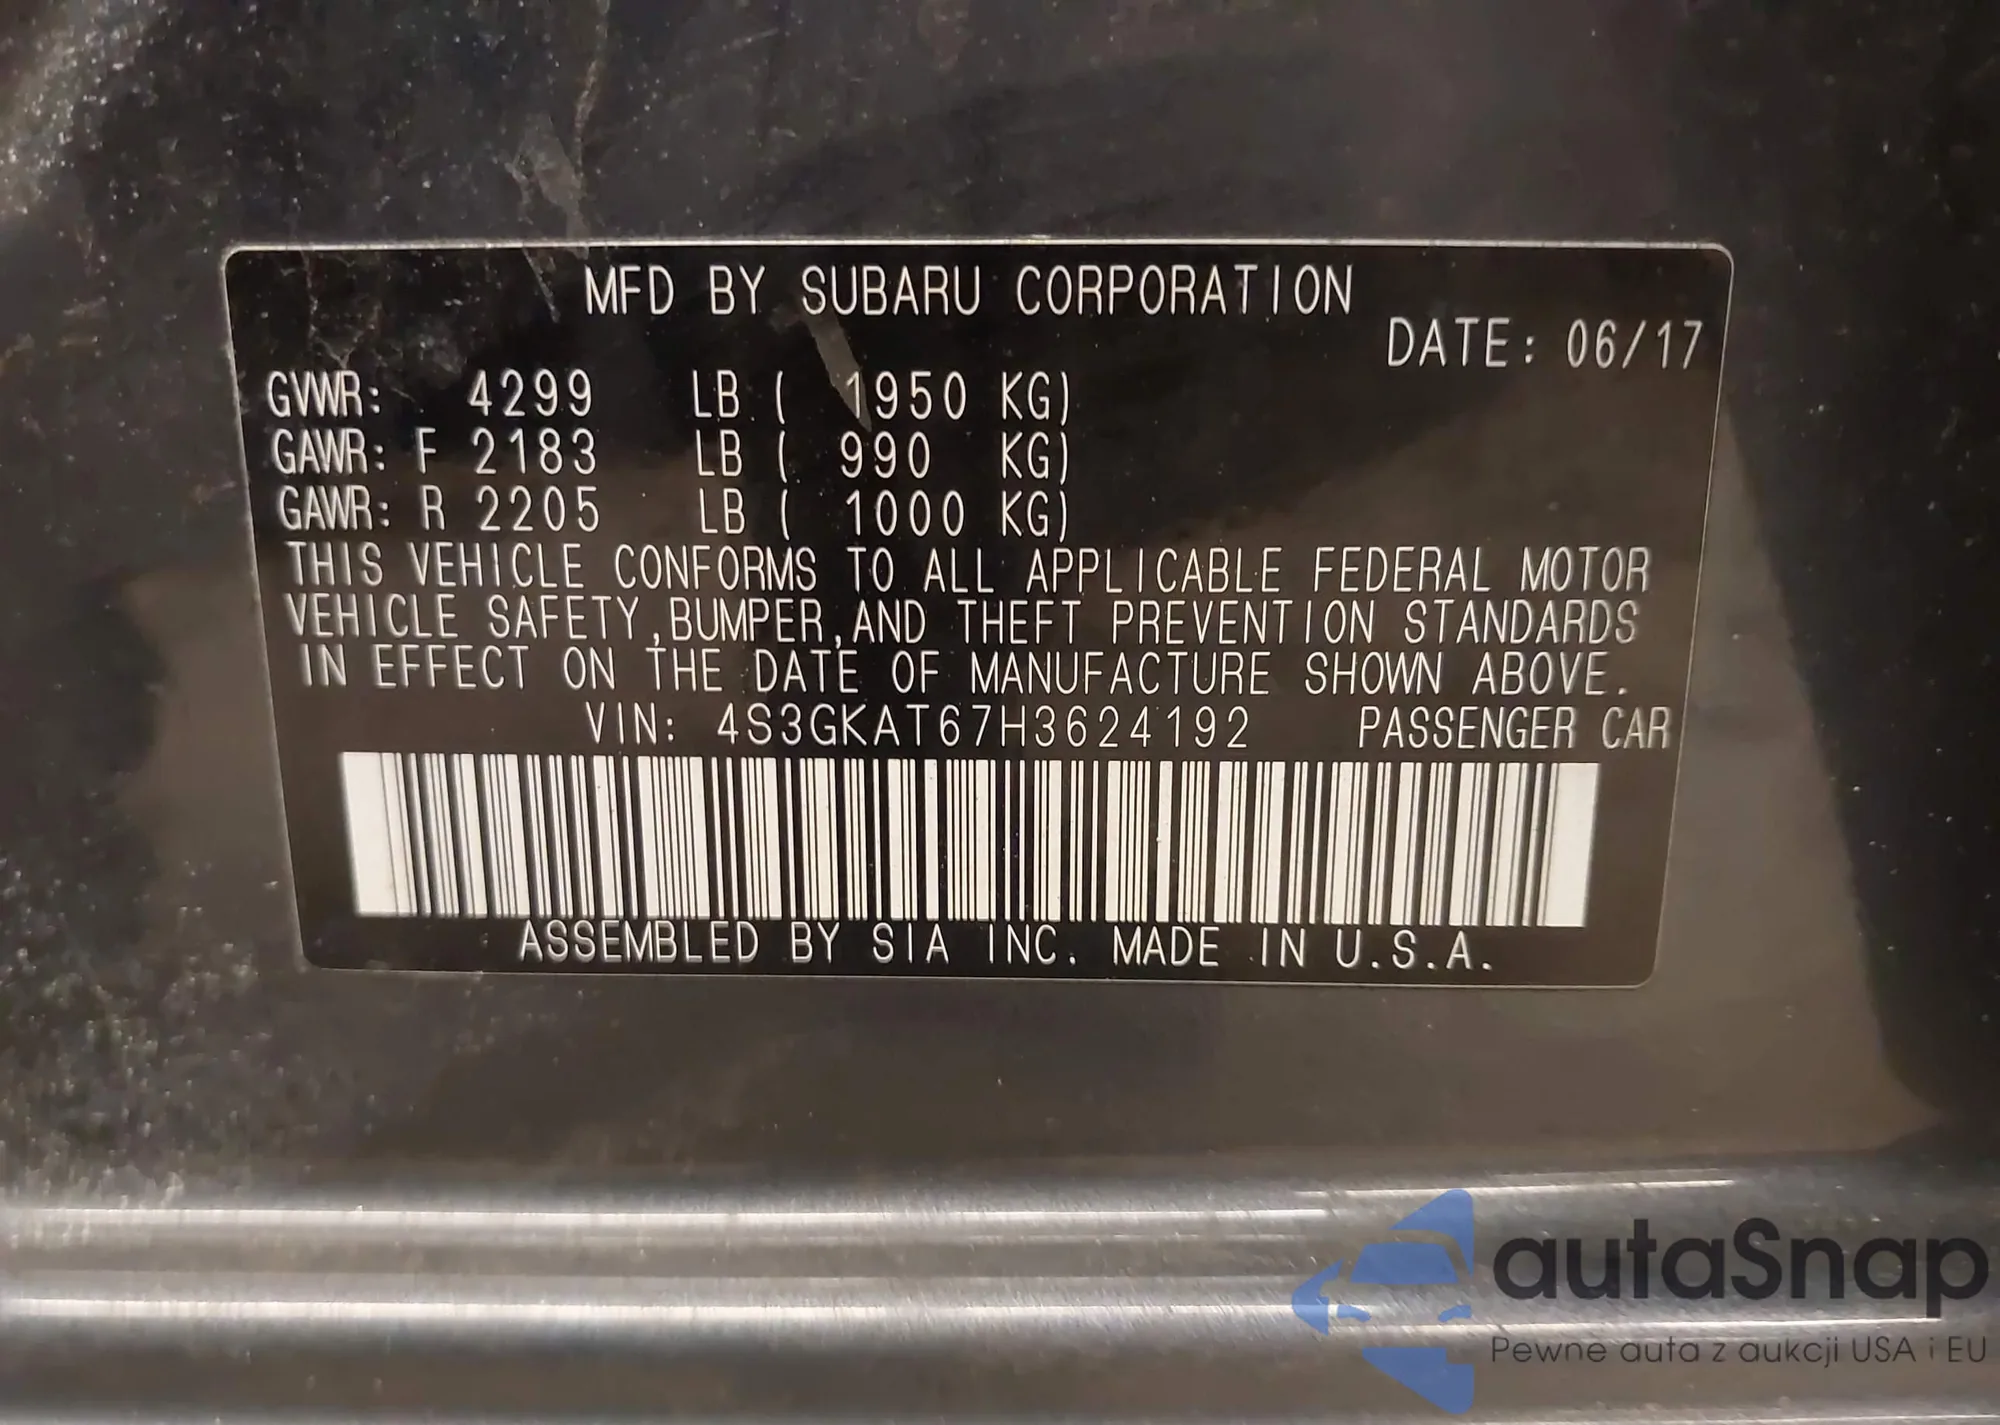 MFD BY SUBARU CORPORATION
DATE: 06/17
GVWR: 4299 LB ( 1950 KG)
GAWR: F 2183 LB ( 990 KG)
GAWR: R 2205 LB ( 1000 KG)
THIS VEHICLE CONFORMS TO ALL APPLICABLE FEDERAL MOTOR
VEHICLE SAFETY,BUMPER,AND THEFT PREVENTION STANDARDS
IN EFFECT ON THE DATE OF MANUFACTURE SHOWN ABOVE.
VIN: 4S3GKAT67H3624192 PASSENGER CAR
ASSEMBLED BY SIA INC. MADE IN U.S.A.
autaSnap
Pewne auta z aukcji USA i EU